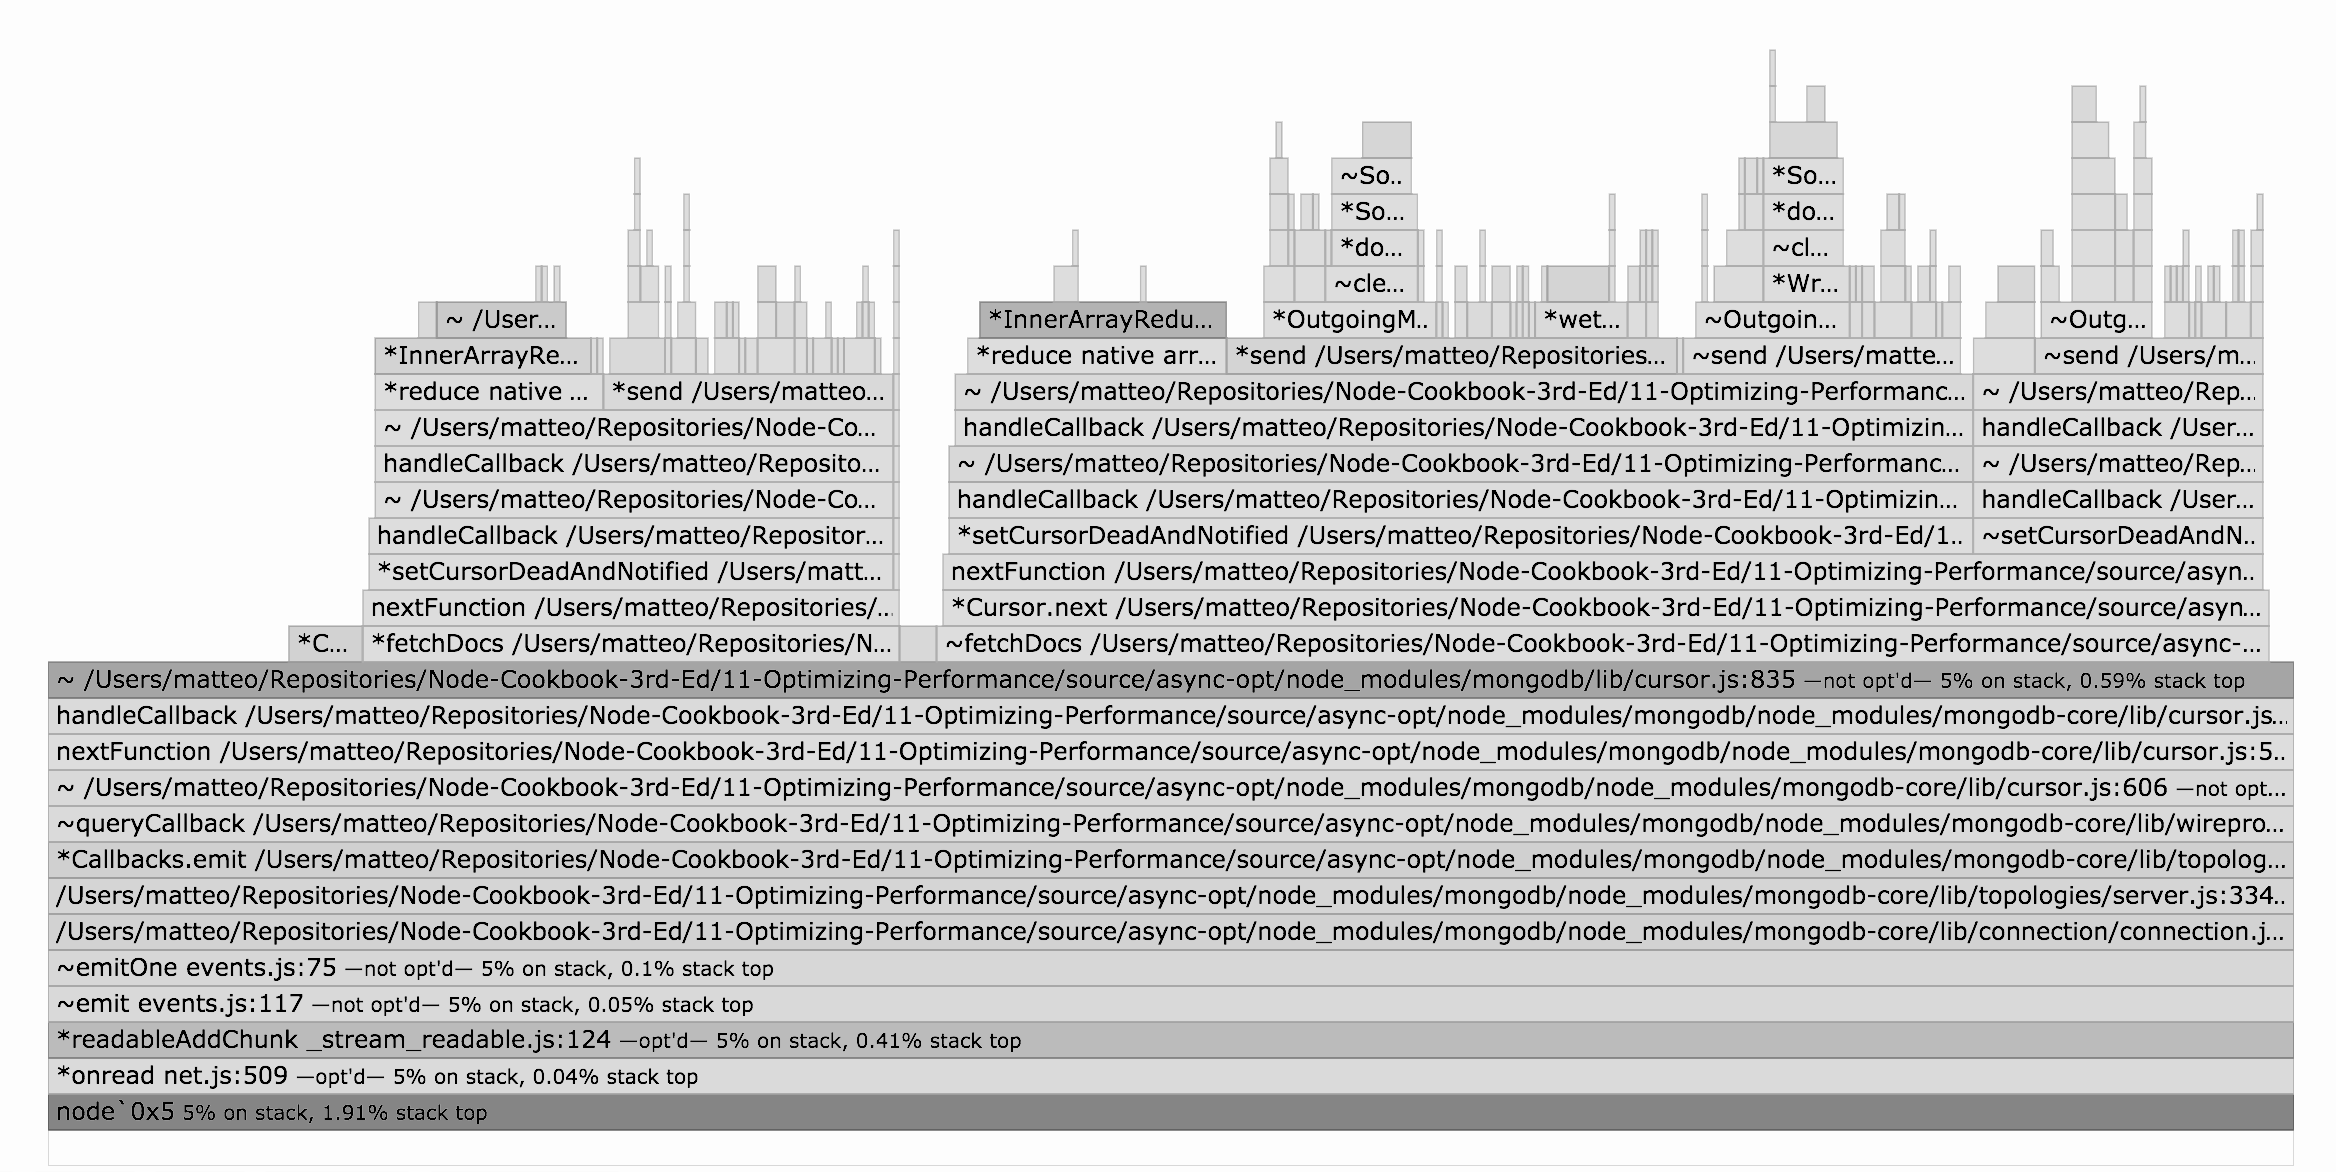 *So...
~So..
*So...
*do...
*do...
~cl...
~cle...
*Wr...
~ /User...
*InnerArrayRedu...
*OutgoingM..
*wet...
~Outgoin...
~Outg...
*InnerArrayRe...
*reduce native arr...
*send /Users/matteo/Repositories...
~send /Users/matte...
~send /Users/m...
*reduce native ...
*send /Users/matteo...
~ /Users/matteo/Repositories/Node-Cookbook-3rd-Ed/11-Optimizing-Performanc...
~ /Users/matteo/Rep...
~ /Users/matteo/Repositories/Node-Co...
handleCallback /Users/matteo/Repositories/Node-Cookbook-3rd-Ed/11-Optimizin...
handleCallback /User...
handleCallback /Users/matteo/Reposito...
~ /Users/matteo/Repositories/Node-Cookbook-3rd-Ed/11-Optimizing-Performanc...
~ /Users/matteo/Rep...
~ /Users/matteo/Repositories/Node-Co...
handleCallback /Users/matteo/Repositories/Node-Cookbook-3rd-Ed/11-Optimizin...
handleCallback /User...
handleCallback /Users/matteo/Repositor...
*setCursorDeadAndNotified /Users/matteo/Repositories/Node-Cookbook-3rd-Ed/1..
~setCursorDeadAndN..
*setCursorDeadAndNotified /Users/matt...
nextFunction /Users/matteo/Repositories/Node-Cookbook-3rd-Ed/11-Optimizing-Performance/source/asyn..
nextFunction /Users/matteo/Repositories/...
*Cursor.next /Users/matteo/Repositories/Node-Cookbook-3rd-Ed/11-Optimizing-Performance/source/asyn...
*C...
*fetchDocs /Users/matteo/Repositories/N...
~fetchDocs /Users/matteo/Repositories/Node-Cookbook-3rd-Ed/11-Optimizing-Performance/source/async-...
~ /Users/matteo/Repositories/Node-Cookbook-3rd-Ed/11-Optimizing-Performance/source/async-opt/node_modules/mongodb/lib/cursor.js:835 —not opt'd— 5% on stack, 0.59% stack top
handleCallback /Users/matteo/Repositories/Node-Cookbook-3rd-Ed/11-Optimizing-Performance/source/async-opt/node_modules/mongodb/node_modules/mongodb-core/lib/cursor.js...
nextFunction /Users/matteo/Repositories/Node-Cookbook-3rd-Ed/11-Optimizing-Performance/source/async-opt/node_modules/mongodb/node_modules/mongodb-core/lib/cursor.js:5..
~ /Users/matteo/Repositories/Node-Cookbook-3rd-Ed/11-Optimizing-Performance/source/async-opt/node_modules/mongodb/node_modules/mongodb-core/lib/cursor.js:606 —not opt...
~queryCallback /Users/matteo/Repositories/Node-Cookbook-3rd-Ed/11-Optimizing-Performance/source/async-opt/node_modules/mongodb/node_modules/mongodb-core/lib/wirepro...
*Callbacks.emit /Users/matteo/Repositories/Node-Cookbook-3rd-Ed/11-Optimizing-Performance/source/async-opt/node_modules/mongodb/node_modules/mongodb-core/lib/topolog...
/Users/matteo/Repositories/Node-Cookbook-3rd-Ed/11-Optimizing-Performance/source/async-opt/node_modules/mongodb/node_modules/mongodb-core/lib/topologies/server.js:334..
/Users/matteo/Repositories/Node-Cookbook-3rd-Ed/11-Optimizing-Performance/source/async-opt/node_modules/mongodb/node_modules/mongodb-core/lib/connection/connection.j...
~emitOne events.js:75 —not opt'd— 5% on stack, 0.1% stack top
~emit events.js:117 —not opt'd— 5% on stack, 0.05% stack top
*readableAddChunk _stream_readable.js:124 —opt'd— 5% on stack, 0.41% stack top
*onread net.js:509 —opt'd— 5% on stack, 0.04% stack top
node`0x5 5% on stack, 1.91% stack top